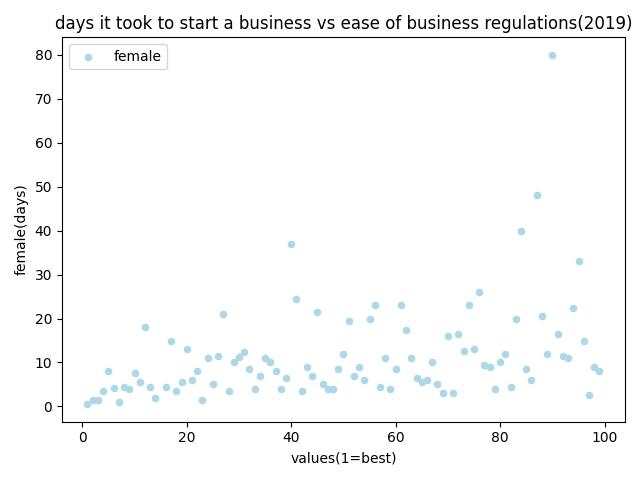 days it took to start a business vs ease of business regulations(2019)
female
80
70
60
50
40
30
20
10
0
female(days)
0 20 40 60 80 100
values(1=best)